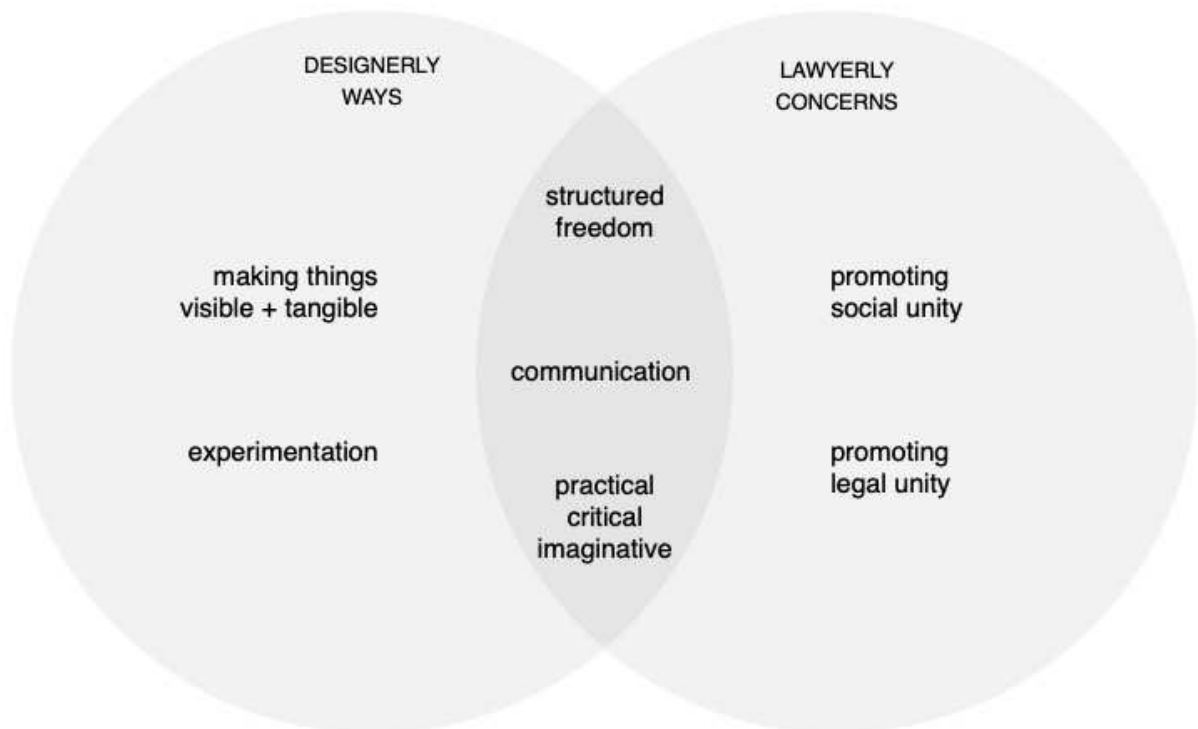 DESIGNERLY
WAYS
LAWYERLY
CONCERNS
making things
visible + tangible
experimentation
structured
freedom
communication
practical
critical
imaginative
promoting
social unity
promoting
legal unity